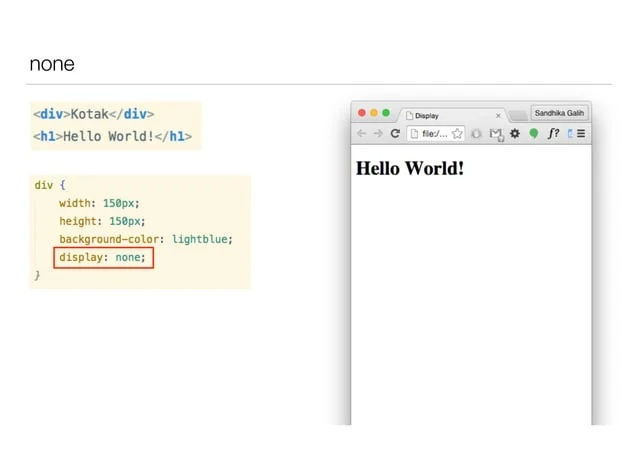 none
<div>Kotak</div>
<h1>Hello World!</h1>
div {
width: 150px;
height: 150px;
background-color: lightblue;
display: none;
}
Display
Sandhika Galih
file:/...
f?
Hello World!